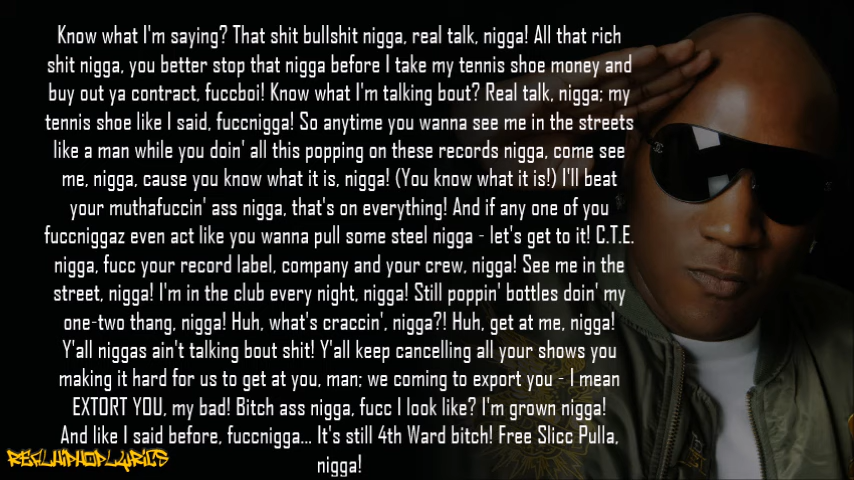 Know what I'm saying? That shit bullshit nigga, real talk, nigga! All that rich
shit nigga, you better stop that nigga before I take my tennis shoe money and
buy out ya contract, fuccboi! Know what I'm talking bout? Real talk, nigga; my
tennis shoe like I said, fuccnigga! So anytime you wanna see me in the streets
like a man while you doin' all this popping on these records nigga, come see
me, nigga, cause you know what it is, nigga! (You know what it is!) I'll beat
your muthafuccin' ass nigga, that's on everything! And if any one of you
fuccniggaz even act like you wanna pull some steel nigga - let's get to it! C.T.E.
nigga, fucc your record label, company and your crew, nigga! See me in the
street, nigga! I'm in the club every night, nigga! Still poppin' bottles doin' my
one-two thang, nigga! Huh, what's craccin', nigga?! Huh, get at me, nigga!
Y'all niggas ain't talking bout shit! Y'all keep cancelling all your shows you
making it hard for us to get at you, man; we coming to export you - I mean
EXTORT YOU, my bad! Bitch ass nigga, fucc I look like? I'm grown nigga!
And like I said before, fuccnigga... It's still 4th Ward bitch! Free Slicc Pulla,
nigga!
REALHIPHOPLYRICS